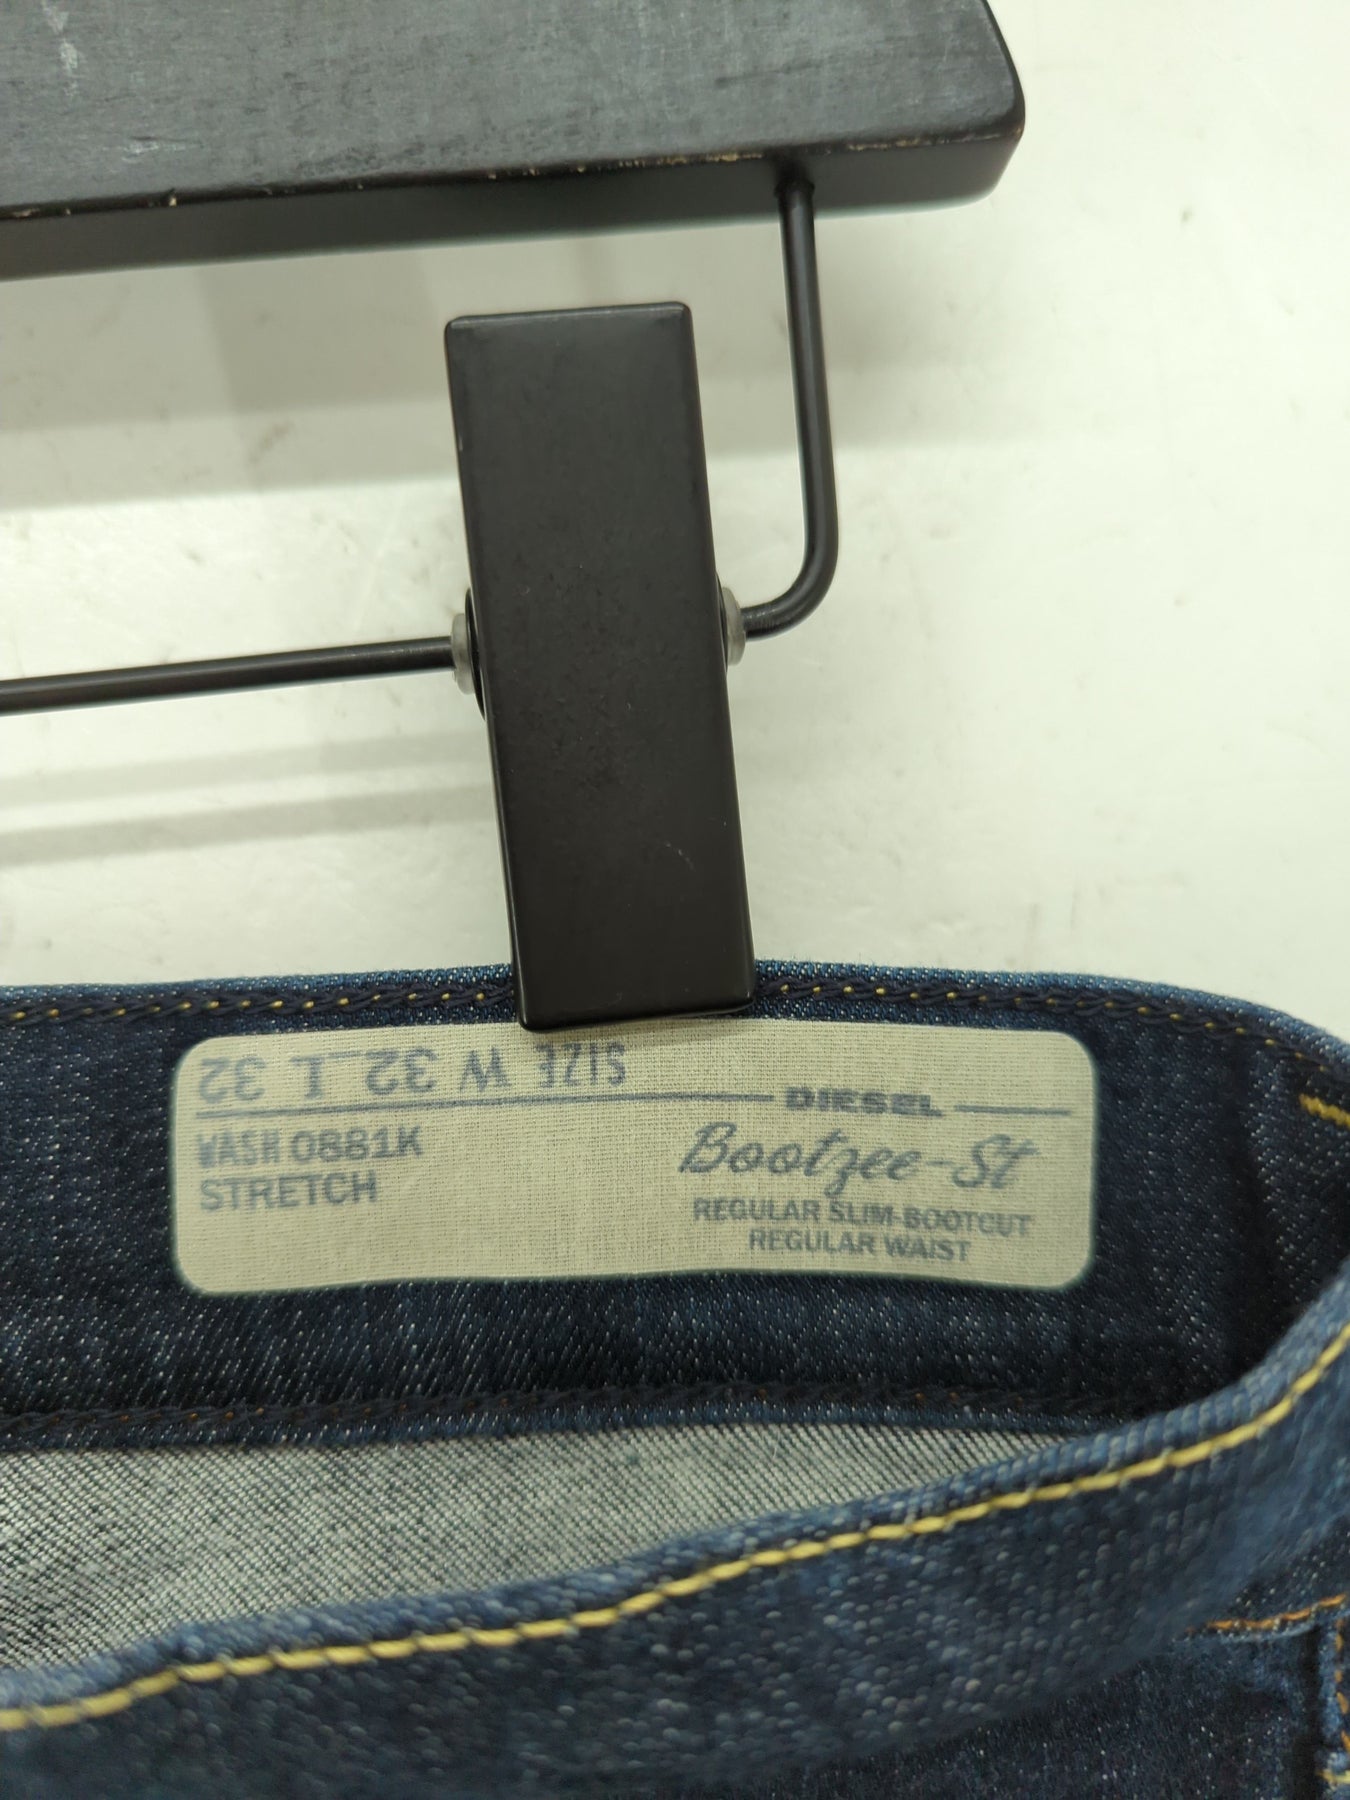 SIZE W 32 L 32
DIESEL
WASH 0881K
STRETCH
Bootzee-St
REGULAR SLIM-BOOTCUT
REGULAR WAIST